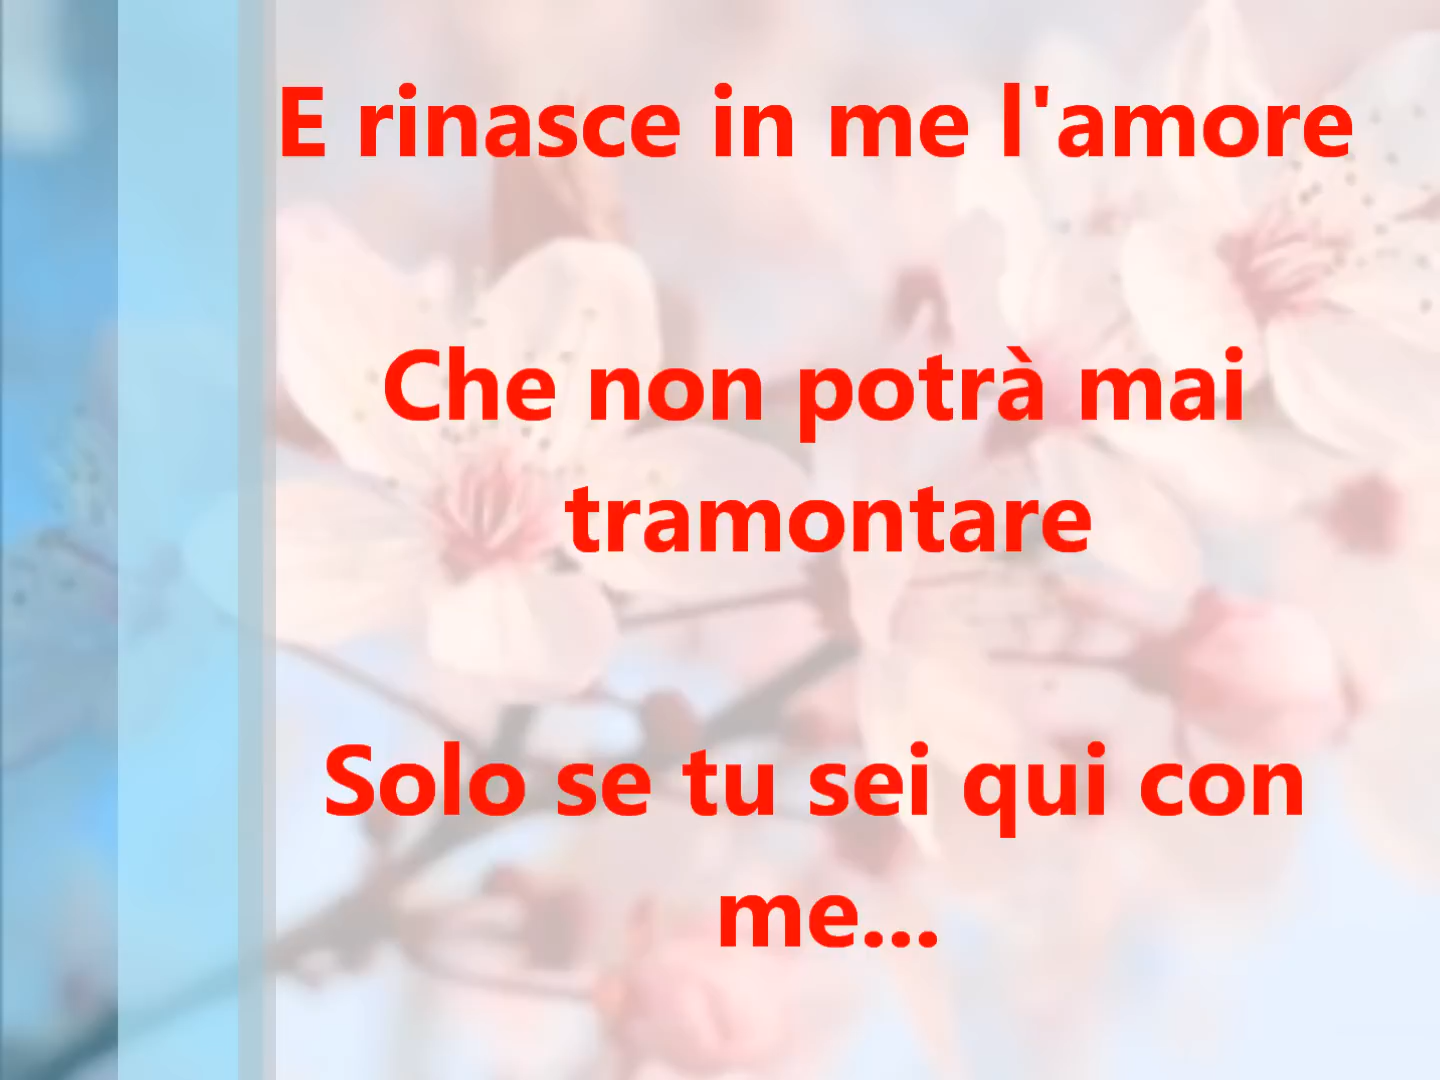 E rinasce in me l'amore
Che non potrà mai
tramontare
Solo se tu sei qui con
me...